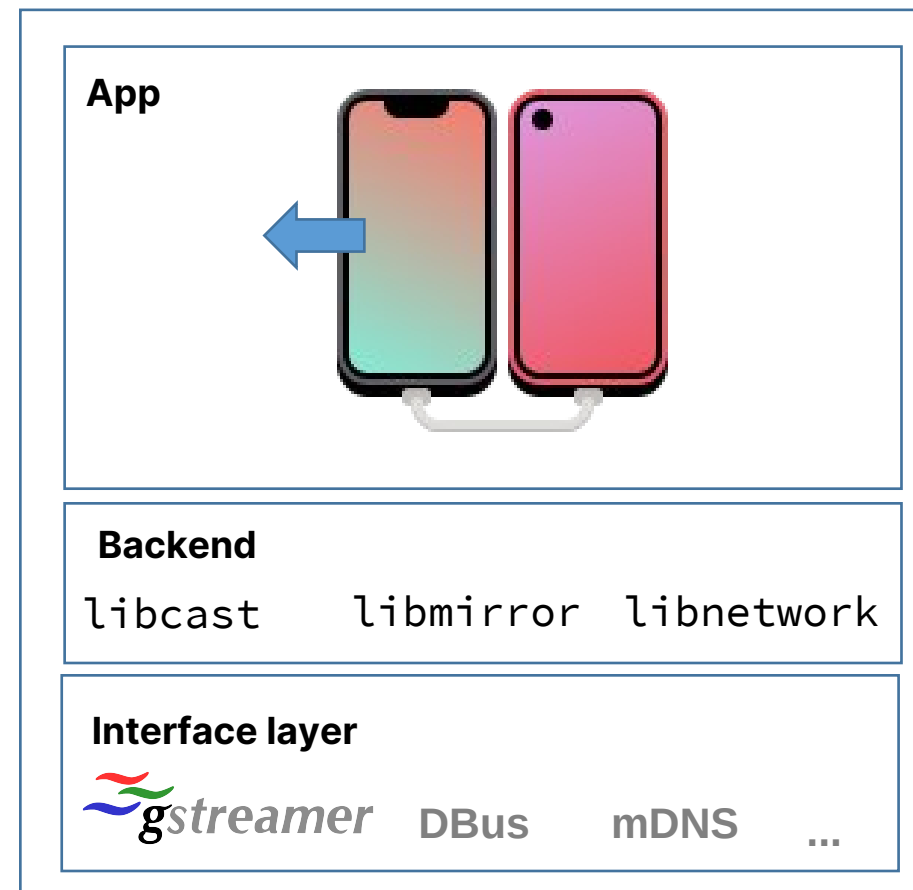 App
Backend
libcast libmirror libnetwork
Interface layer
gstreamer DBus mDNS ...